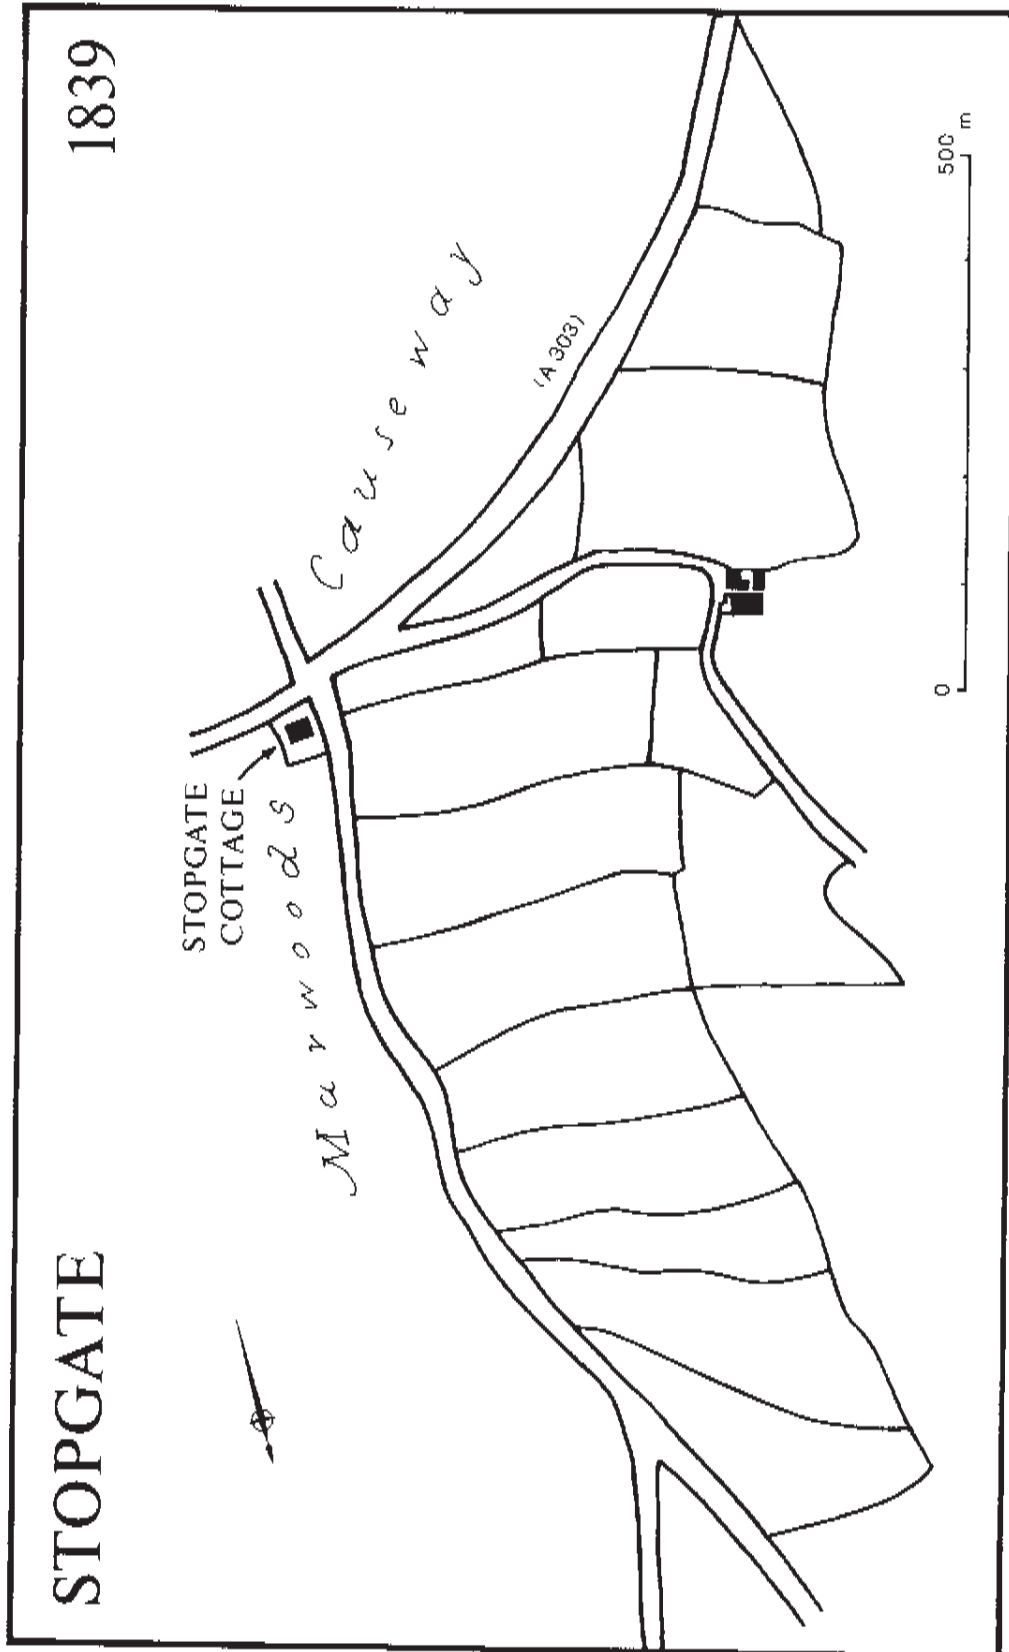 STOPGATE
1839
STOPGATE
COTTAGE
Marwoods
Causeway
(A 303)
0
500 m